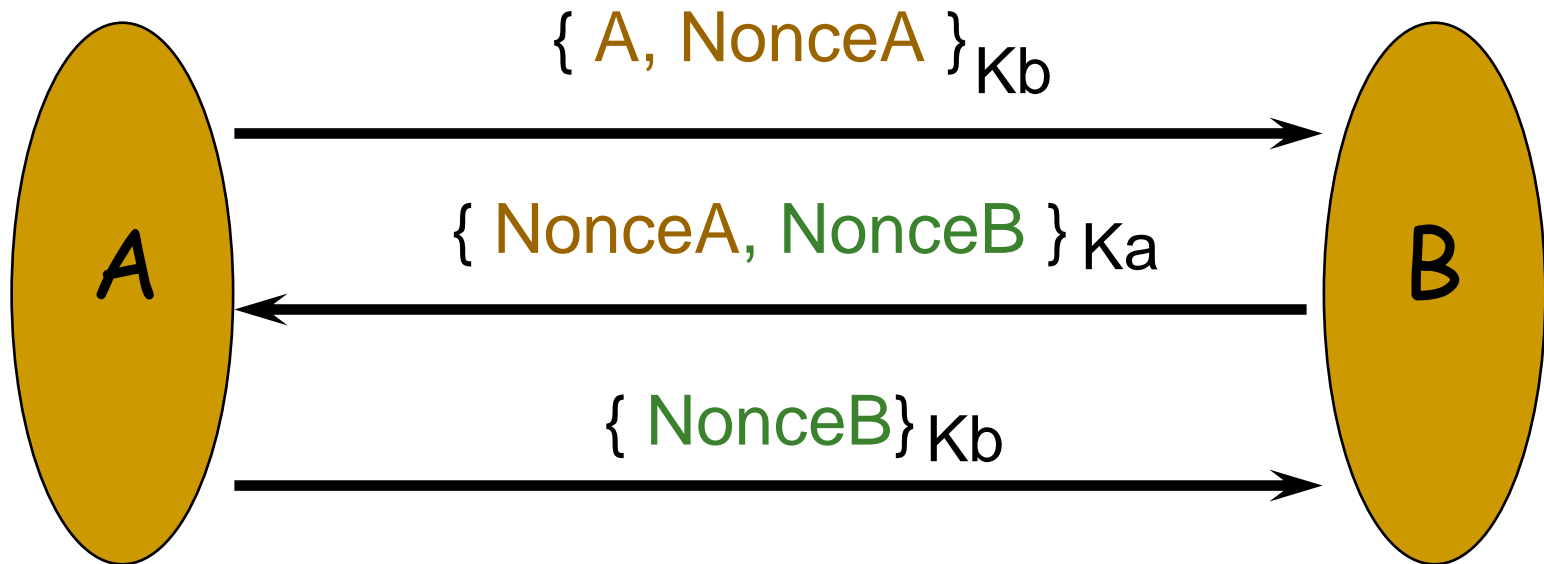 { A, NonceA }Kb
{ NonceA, NonceB }Ka
A
B
{ NonceB}Kb